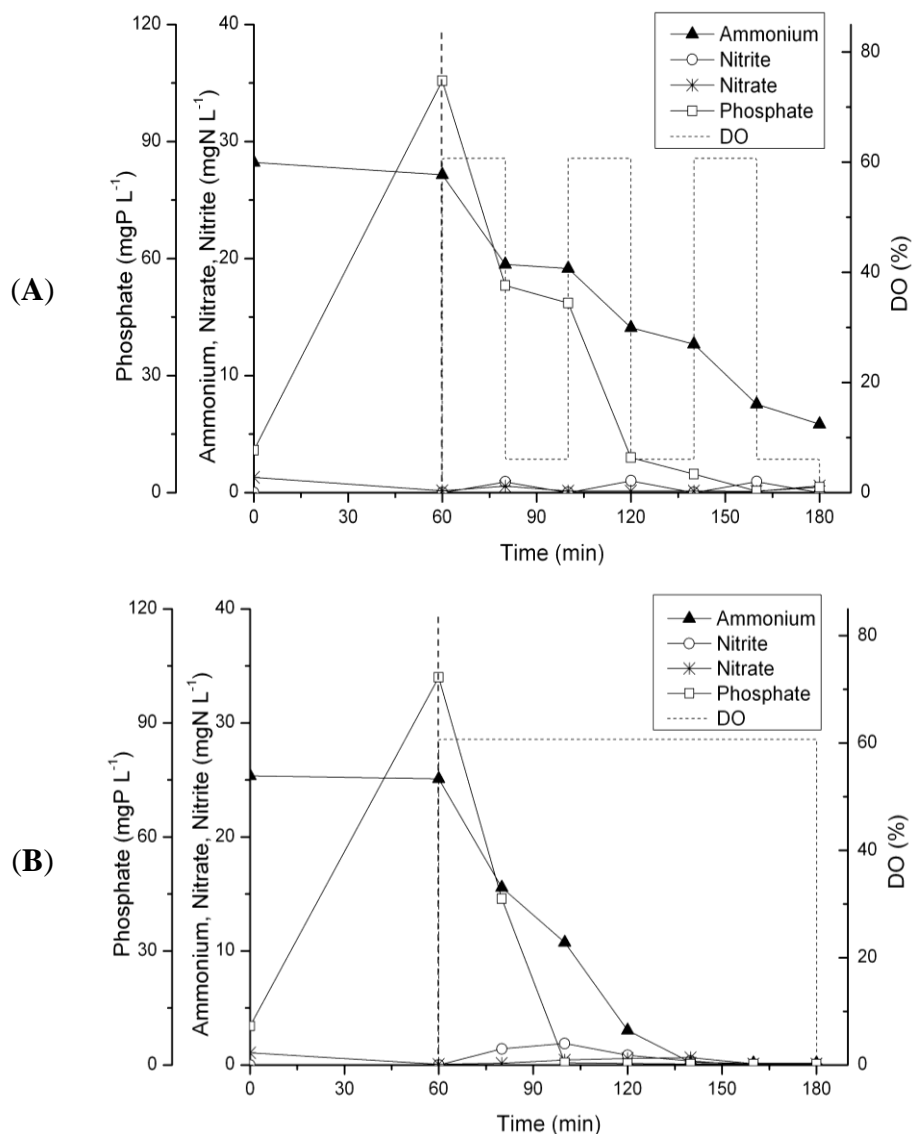 (A)
Phosphate (mgP L⁻¹)
120
90
60
30
0
Ammonium, Nitrate, Nitrite (mgN L⁻¹)
40
30
20
10
0
Ammonium
Nitrite
Nitrate
Phosphate
DO
80
60
40
20
0
DO (%)
0 30 60 90 120 150 180
Time (min)
(B)
Phosphate (mgP L⁻¹)
120
90
60
30
0
Ammonium, Nitrate, Nitrite (mgN L⁻¹)
40
30
20
10
0
Ammonium
Nitrite
Nitrate
Phosphate
DO
80
60
40
20
0
DO (%)
0 30 60 90 120 150 180
Time (min)